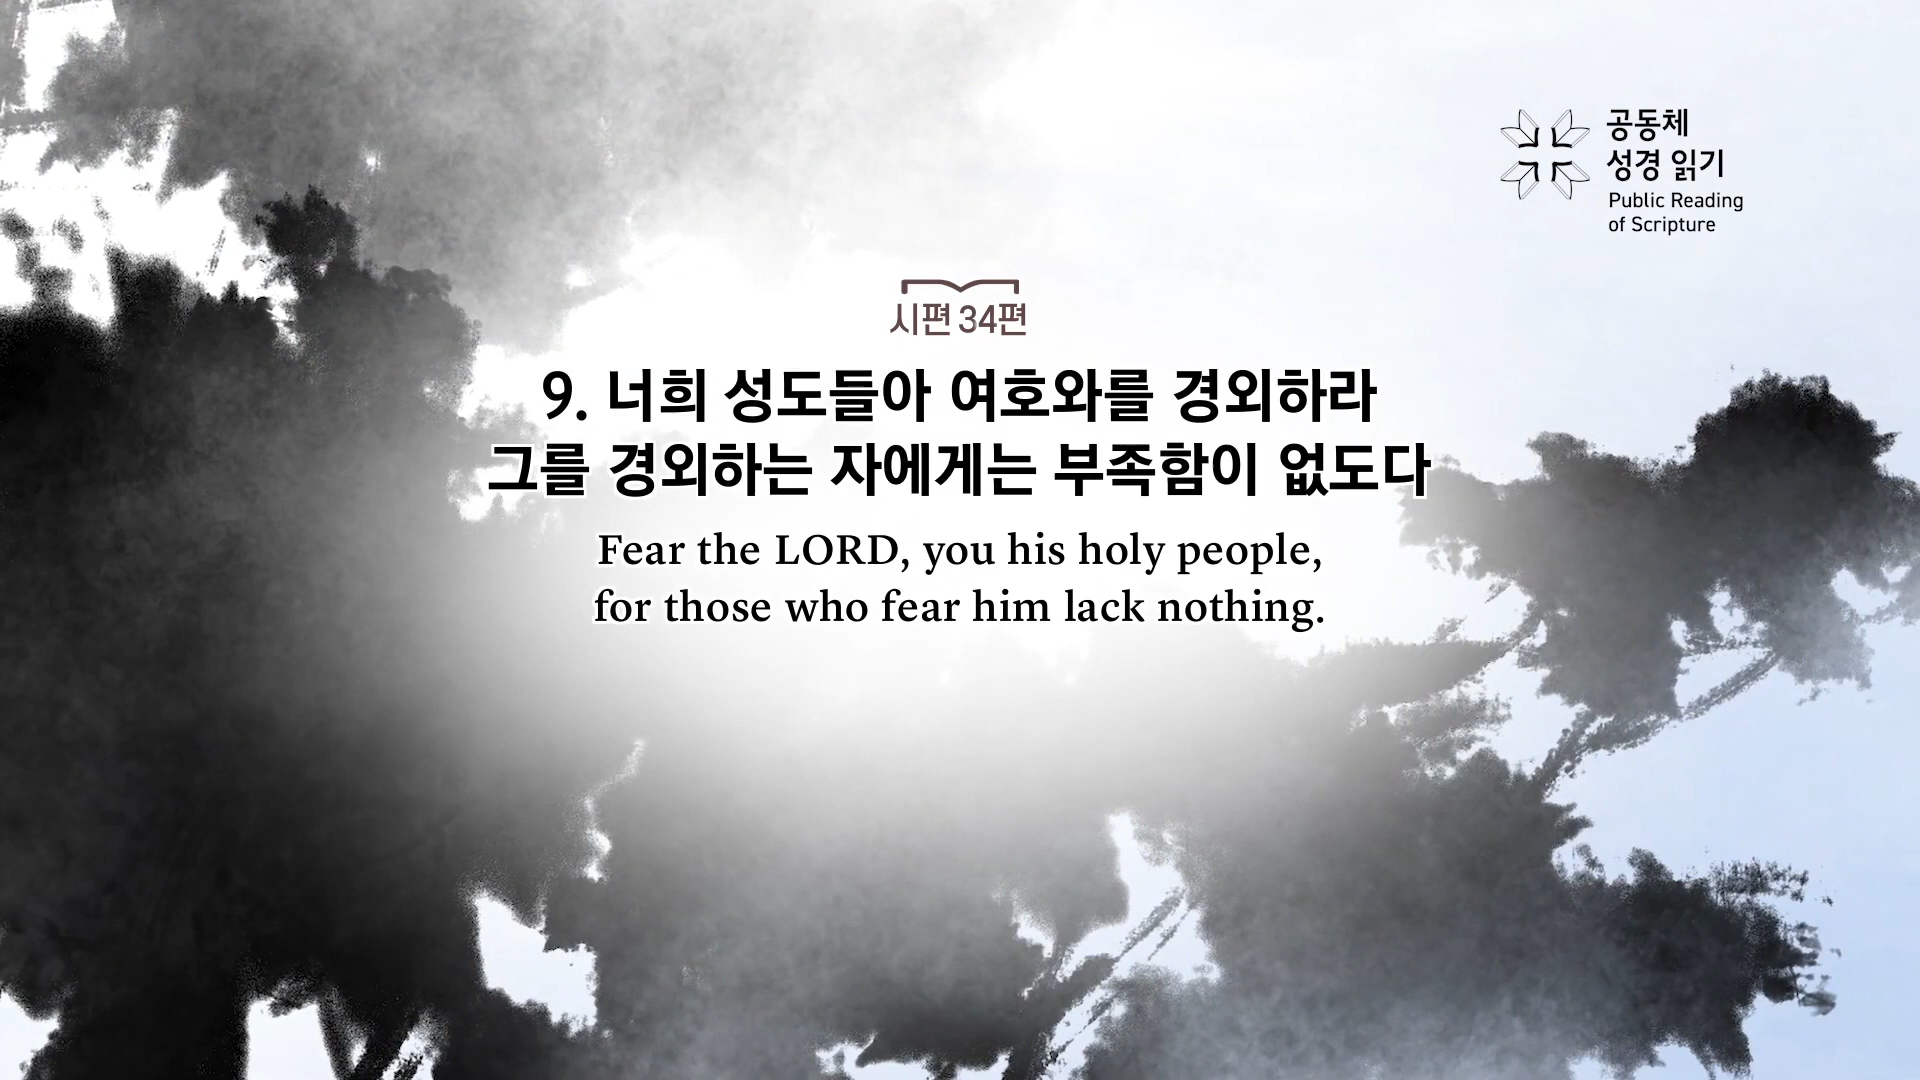 공동체
성경 읽기
Public Reading
of Scripture
시편 34편
9. 너희 성도들아 여호와를 경외하라
그를 경외하는 자에게는 부족함이 없도다
Fear the LORD, you his holy people,
for those who fear him lack nothing.